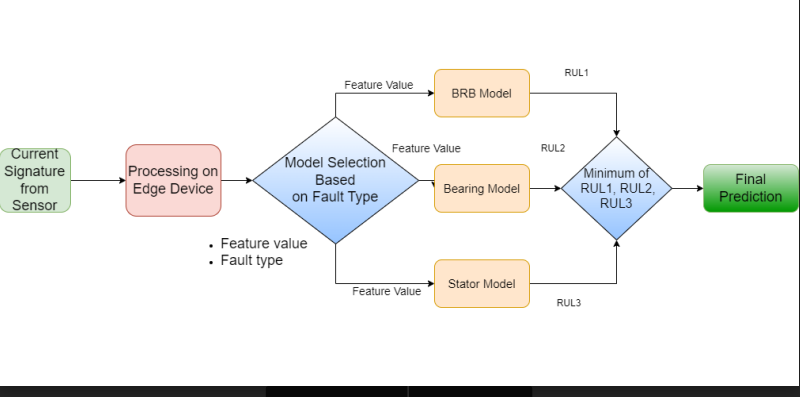 Current
Signature
from
Sensor
Processing on
Edge Device
Model Selection
Based
on Fault Type
• Feature value
• Fault type
Feature Value
BRB Model
RUL1
Feature Value
Bearing Model
RUL2
Feature Value
Stator Model
RUL3
Minimum of
RUL1, RUL2,
RUL3
Final
Prediction